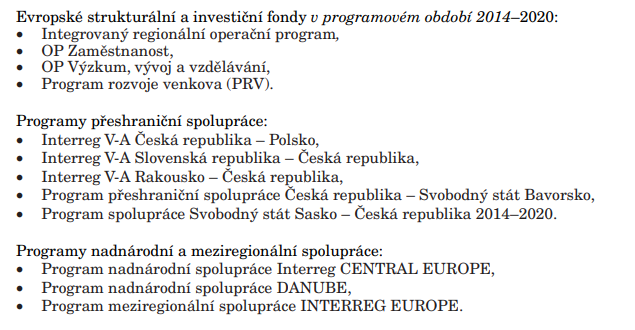 Evropské strukturální a investiční fondy v programovém období 2014–2020:
• Integrovaný regionální operační program,
• OP Zaměstnanost,
• OP Výzkum, vývoj a vzdělávání,
• Program rozvoje venkova (PRV).
Programy přeshraniční spolupráce:
• Interreg V-A Česká republika – Polsko,
• Interreg V-A Slovenská republika – Česká republika,
• Interreg V-A Rakousko – Česká republika,
• Program přeshraniční spolupráce Česká republika – Svobodný stát Bavorsko,
• Program spolupráce Svobodný stát Sasko – Česká republika 2014–2020.
Programy nadnárodní a meziregionální spolupráce:
• Program nadnárodní spolupráce Interreg CENTRAL EUROPE,
• Program nadnárodní spolupráce DANUBE,
• Program meziregionální spolupráce INTERREG EUROPE.